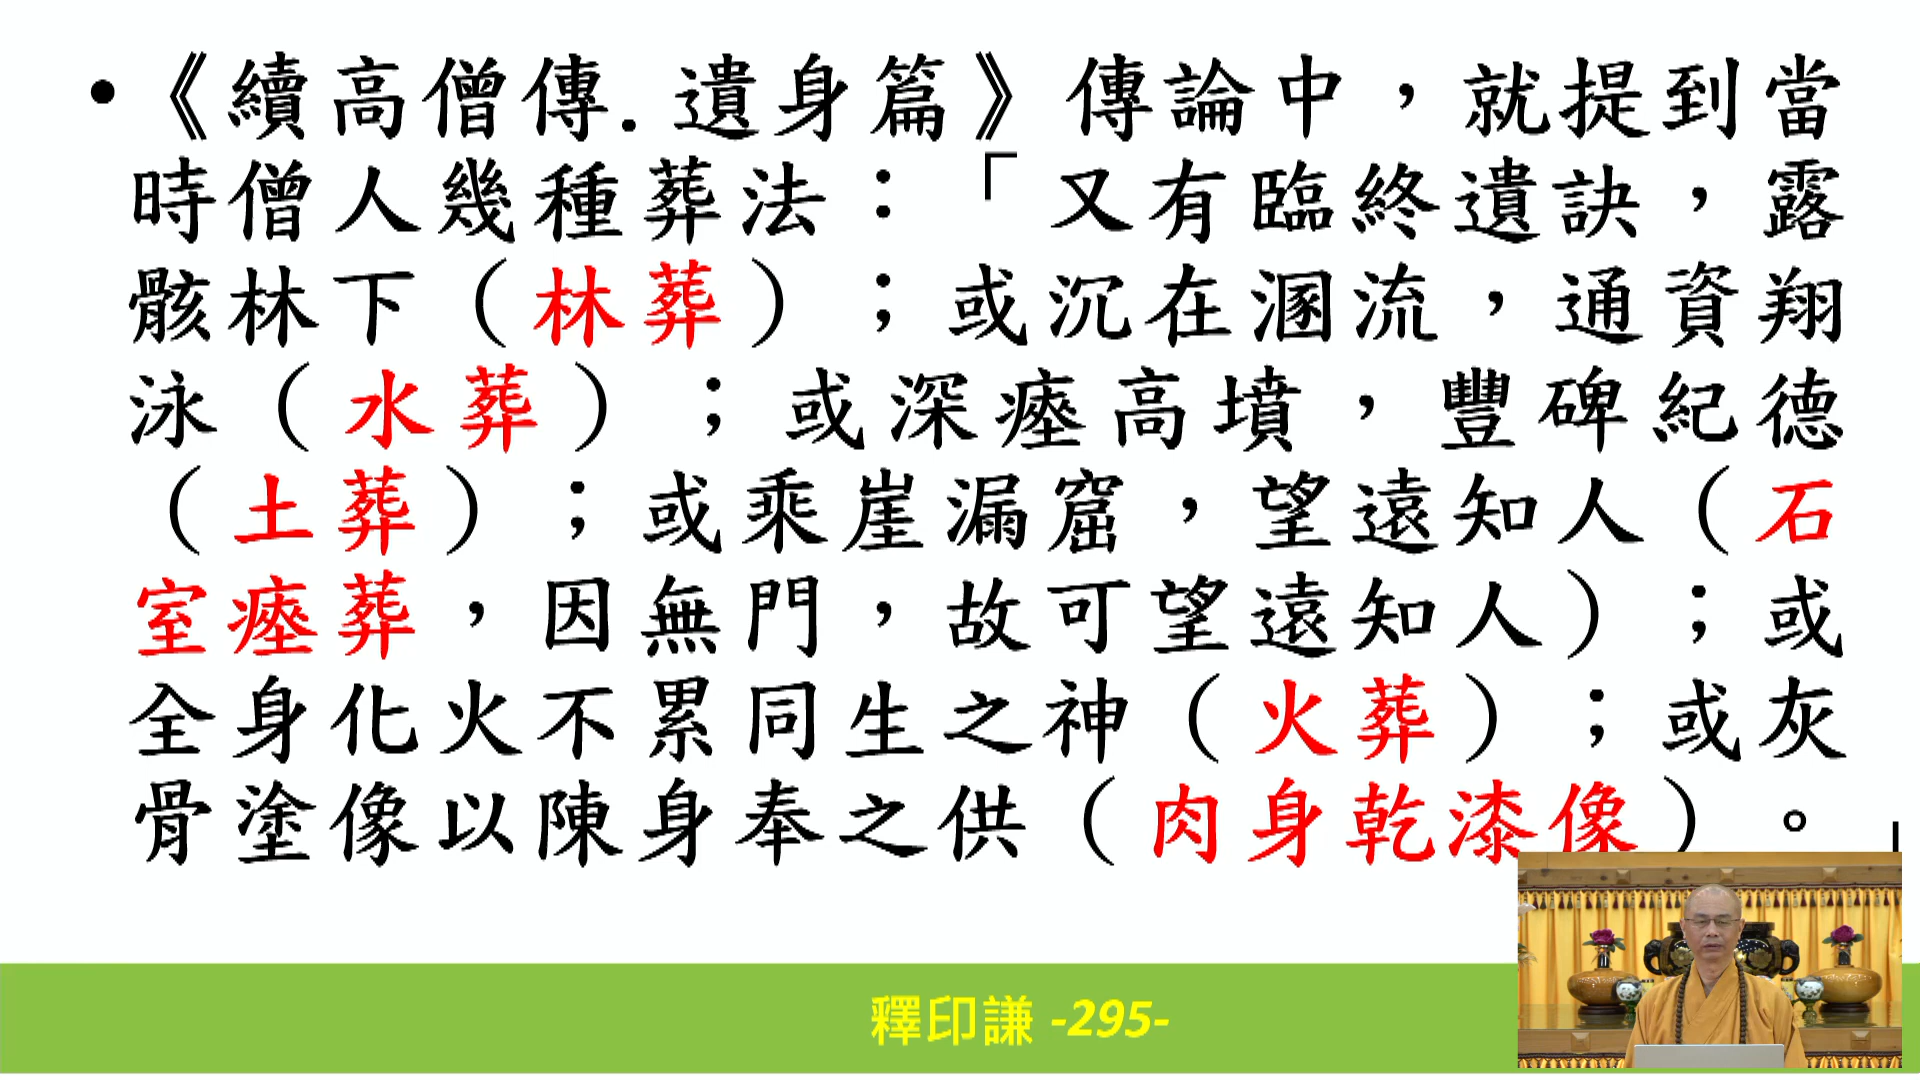 •《續高僧傳.遺身篇》傳論中，就提到當
時僧人幾種葬法：「又有臨終遺訣，露
骸林下（林葬）；或沉在溷流，通資翔
泳（水葬）；或深瘞高墳，豐碑紀德
（土葬）；或乘崖漏窟，望遠知人（石
室瘞葬，因無門，故可望遠知人）；或
全身化火不累同生之神（火葬）；或灰
骨塗像以陳身奉之供（肉身乾漆像）。」
釋印謙 -295-